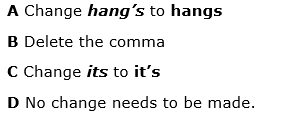 A Change hang's to hangs
B Delete the comma
C Change its to it's
D No change needs to be made.